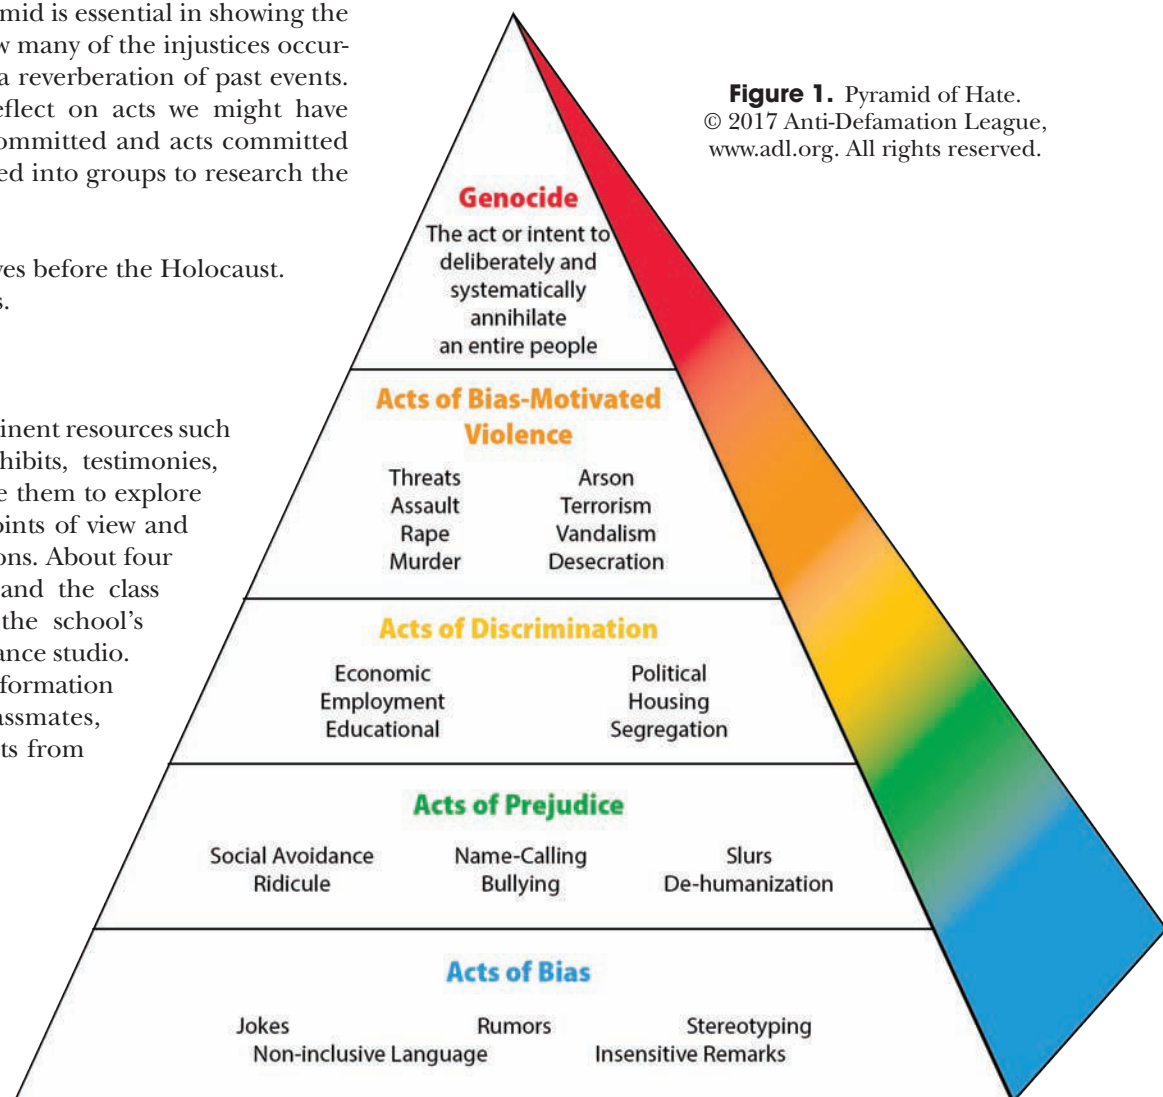 mid is essential in showing the
w many of the injustices occur-
a reverberation of past events.
eflect on acts we might have
ommitted and acts committed
ed into groups to research the
ves before the Holocaust.
s.
inent resources such
hibits, testimonies,
e them to explore
oints of view and
ons. About four
and the class
the school’s
ance studio.
formation
assmates,
ts from
Figure 1. Pyramid of Hate.
© 2017 Anti-Defamation League,
www.adl.org. All rights reserved.
Genocide
The act or intent to
deliberately and
systematically
annihilate
an entire people
Acts of Bias-Motivated
Violence
Threats Arson
Assault Terrorism
Rape Vandalism
Murder Desecration
Acts of Discrimination
Economic Political
Employment Housing
Educational Segregation
Acts of Prejudice
Social Avoidance Name-Calling Slurs
Ridicule Bullying De-humanization
Acts of Bias
Jokes Rumors Stereotyping
Non-inclusive Language Insensitive Remarks